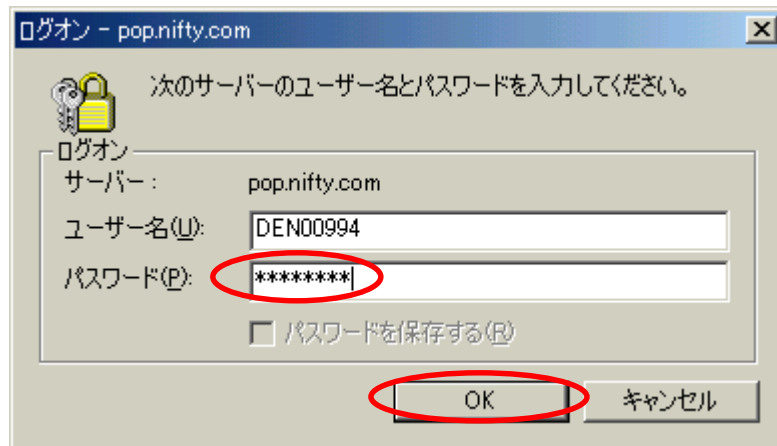 ログオン - pop.nifty.com
次のサーバーのユーザー名とパスワードを入力してください。
ログオン
サーバー : pop.nifty.com
ユーザー名(U): DEN00994
パスワード(P): ********
パスワードを保存する(R)
OK キャンセル